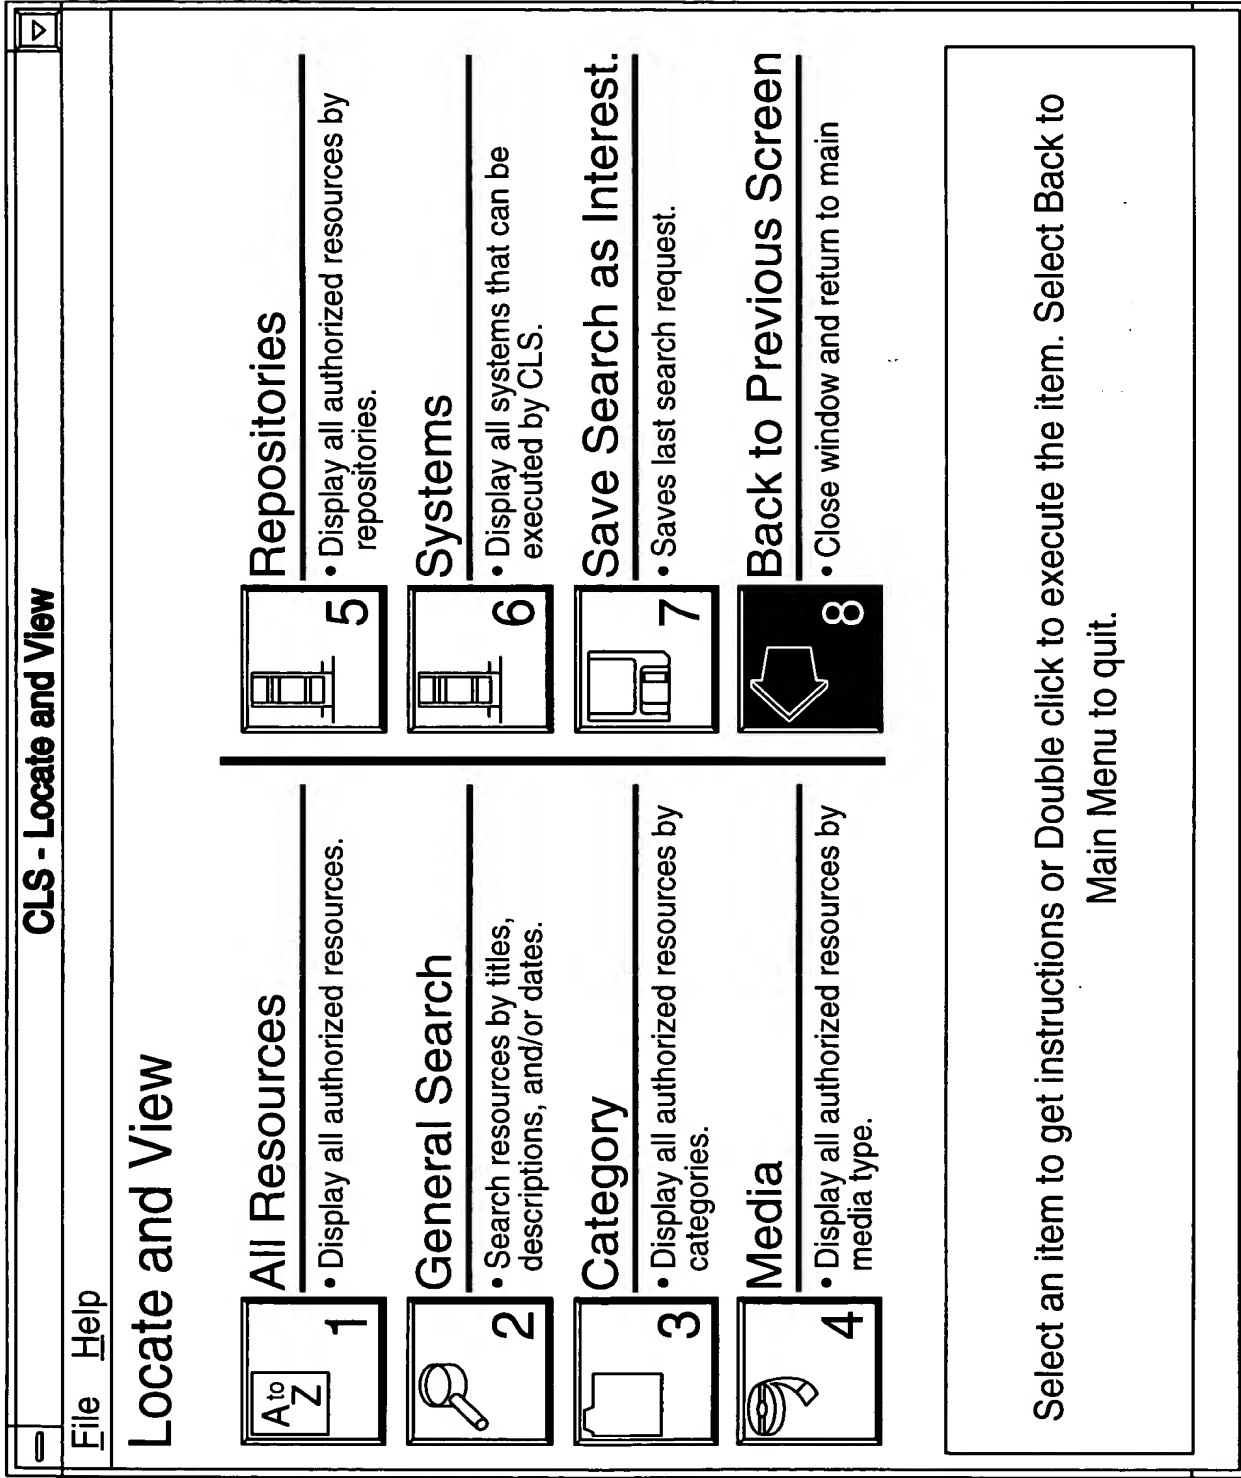 CLS - Locate and View
File Help
Locate and View
A to
Z
1
All Resources
• Display all authorized resources.
2
General Search
• Search resources by titles,
descriptions, and/or dates.
3
Category
• Display all authorized resources by
categories.
4
Media
• Display all authorized resources by
media type.
5
Repositories
• Display all authorized resources by
repositories.
6
Systems
• Display all systems that can be
executed by CLS.
7
Save Search as Interest.
• Saves last search request.
8
Back to Previous Screen
• Close window and return to main
Select an item to get instructions or Double click to execute the item. Select Back to
Main Menu to quit.